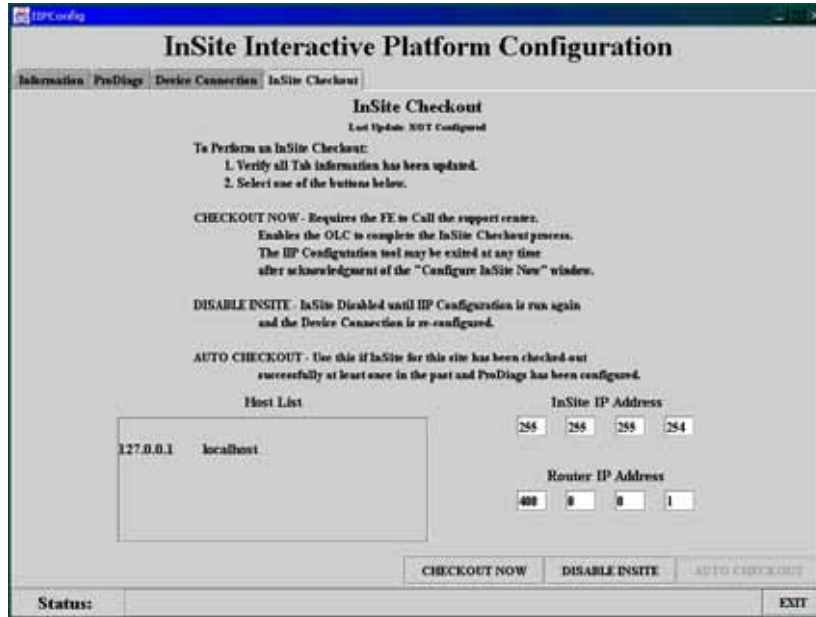 IIPConfig
InSite Interactive Platform Configuration
Information ProDiags Device Connection InSite Checkout
InSite Checkout
Last Update: NOT Configured
To Perform an InSite Checkout:
1. Verify all Tab information has been updated.
2. Select one of the buttons below.
CHECKOUT NOW - Requires the FE to Call the support center.
Enables the OLC to complete the InSite Checkout process.
The IIP Configutation tool may be exited at any time
after acknowledgment of the "Configure InSite Now" window.
DISABLE INSITE - InSite Disabled until IIP Configuration is run again
and the Device Connection is re-configured.
AUTO CHECKOUT - Use this if InSite for this site has been checked-out
successfully at least once in the past and ProDiags has been configured.
Host List
InSite IP Address
255 255 255 254
127.0.0.1 localhost
Router IP Address
400 0 0 1
CHECKOUT NOW DISABLE INSITE AUTO CHECKOUT
Status:
EXIT